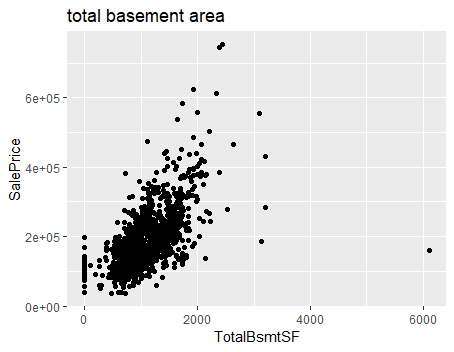 total basement area
SalePrice
6e+05
4e+05
2e+05
0e+00
0
2000
4000
6000
TotalBsmtSF